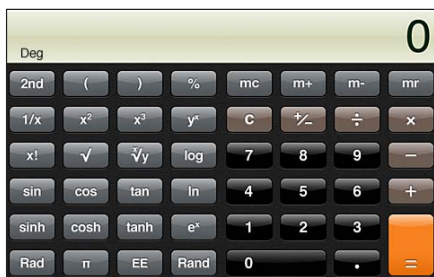 0
Deg
2nd ( ) % mc m+ m- mr
1/x x² x³ yˣ C +/− ÷ ×
x! √ ˣ√y log 7 8 9 −
sin cos tan ln 4 5 6 +
sinh cosh tanh eˣ 1 2 3
Rad π EE Rand 0 . =